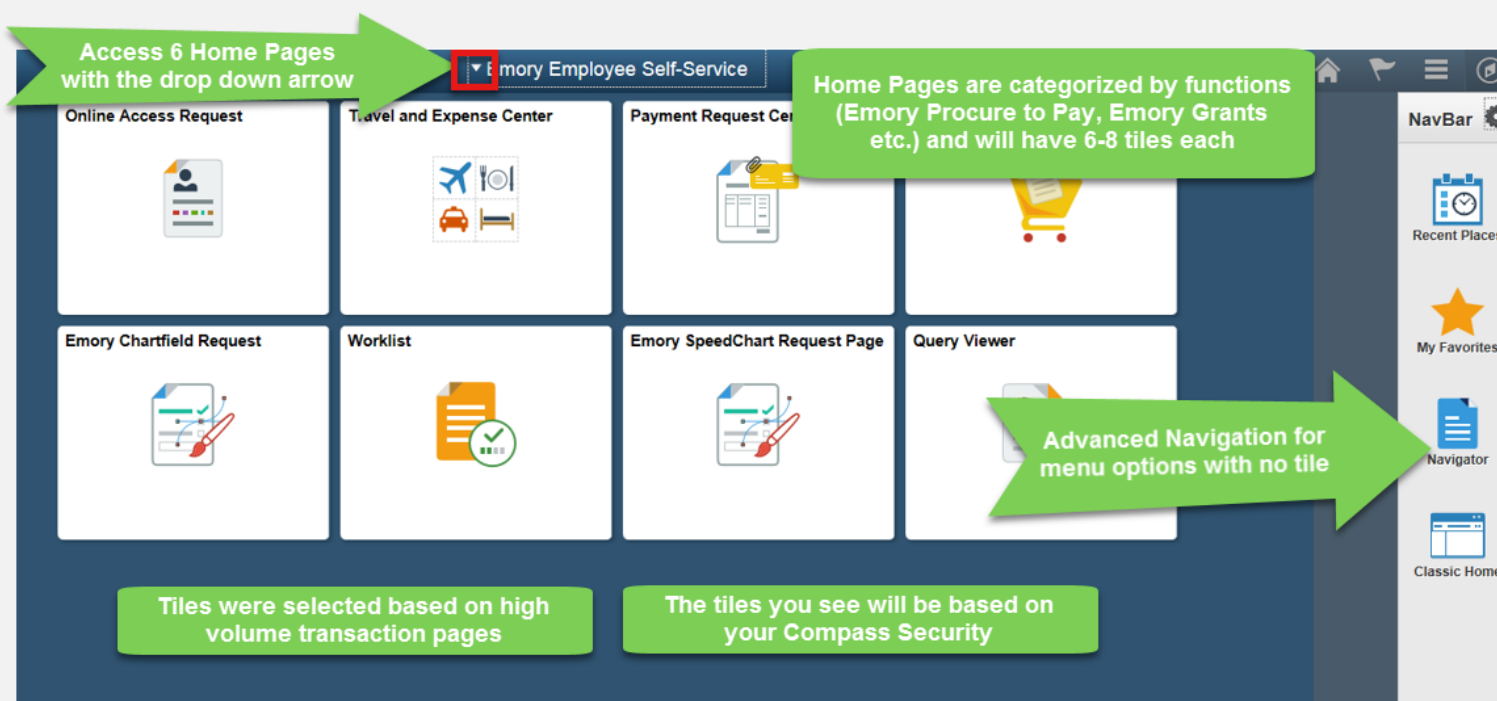 Access 6 Home Pages
with the drop down arrow
Emory Employee Self-Service
Home Pages are categorized by functions
(Emory Procure to Pay, Emory Grants
etc.) and will have 6-8 tiles each
NavBar
Online Access Request
Travel and Expense Center
Payment Request Cen
Recent Places
My Favorites
Emory Chartfield Request
Worklist
Emory SpeedChart Request Page
Query Viewer
Advanced Navigation for
menu options with no tile
Navigator
Classic Home
Tiles were selected based on high
volume transaction pages
The tiles you see will be based on
your Compass Security